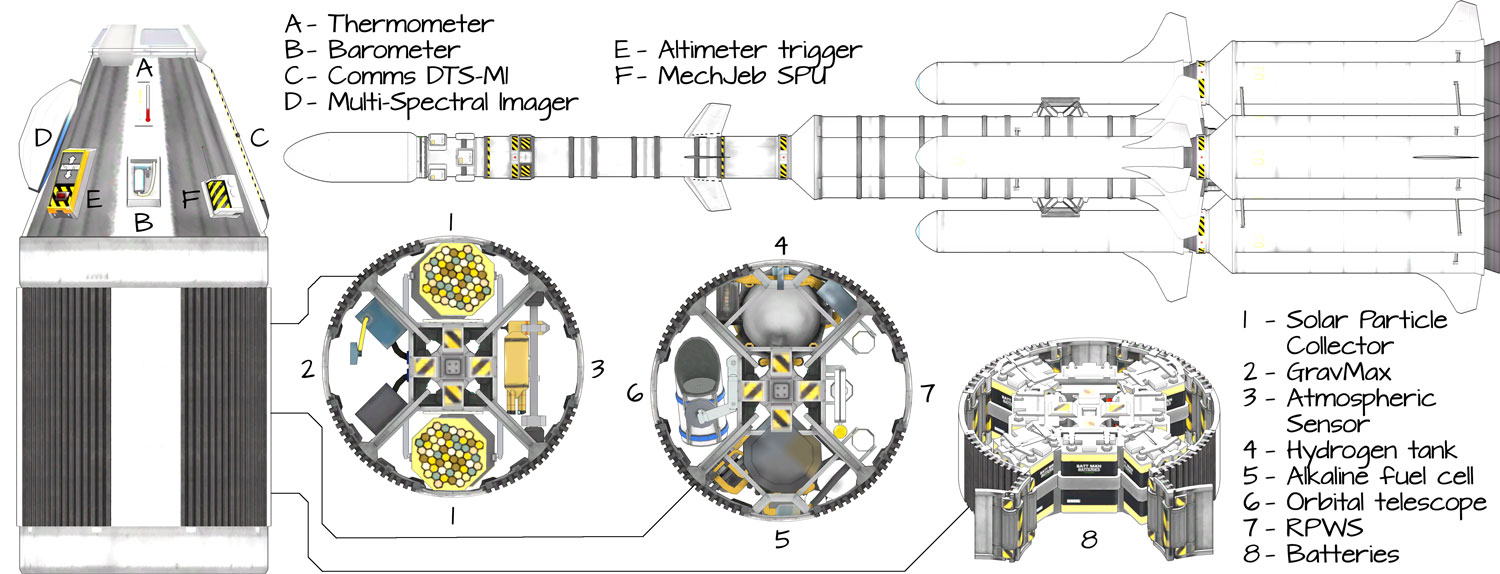 A - Thermometer
B - Barometer
C - Comms DTS-M1
D - Multi-Spectral Imager
E - Altimeter trigger
F - MechJeb SPU
A
D
C
E
F
B
1
2
3
1
4
6
7
5
BATT MAN
BATTERIES
8
1 - Solar Particle
Collector
2 - GravMax
3 - Atmospheric
Sensor
4 - Hydrogen tank
5 - Alkaline fuel cell
6 - Orbital telescope
7 - RPWS
8 - Batteries